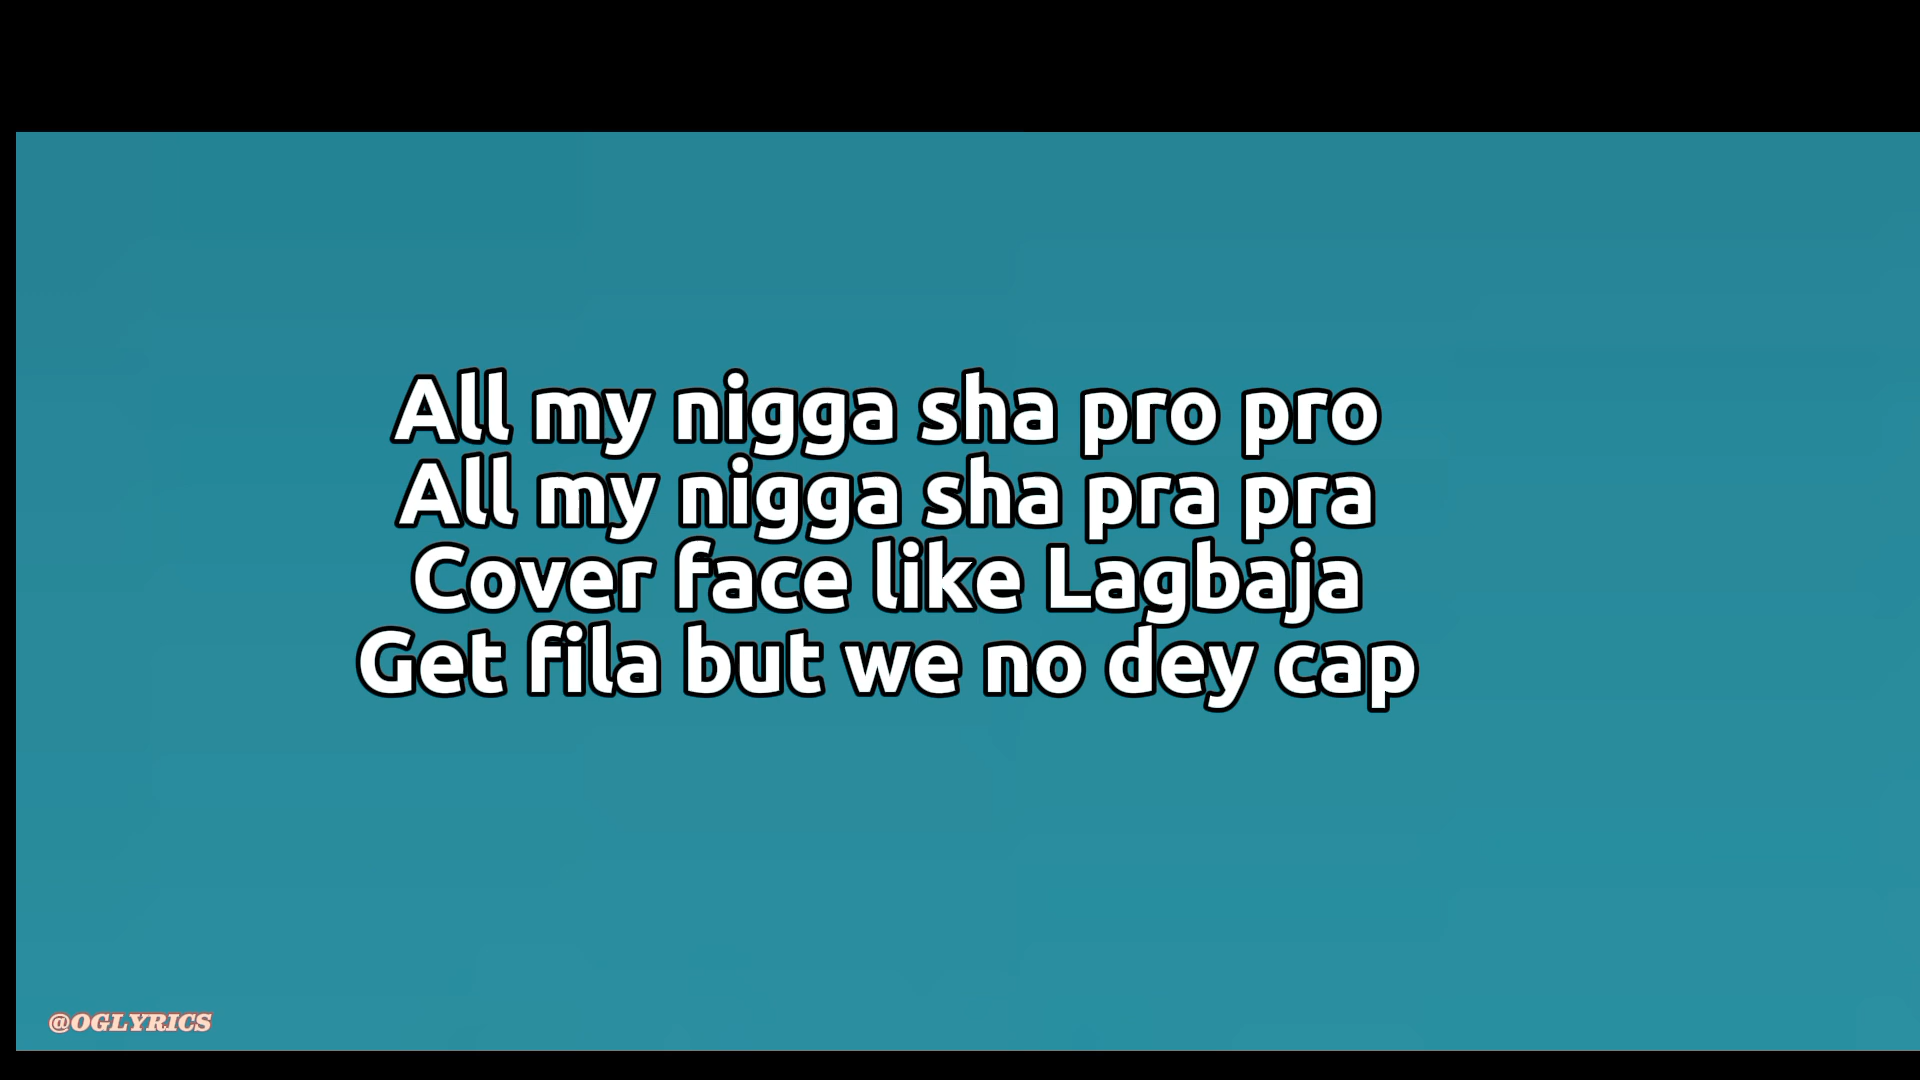 All my nigga sha pro pro
All my nigga sha pra pra
Cover face like Lagbaja
Get fila but we no dey cap
@OGLYRICS